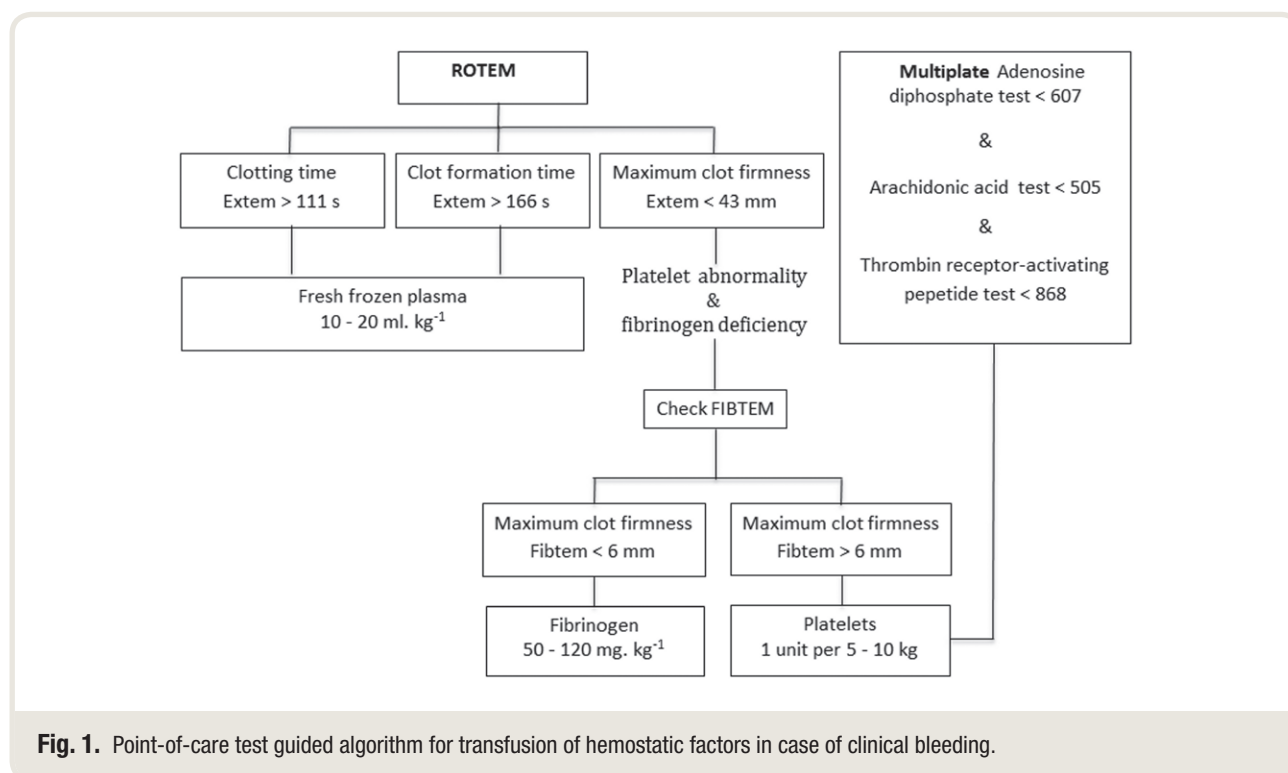 ROTEM
Clotting time
Extem > 111 s
Clot formation time
Extem > 166 s
Maximum clot firmness
Extem < 43 mm
Fresh frozen plasma
10 - 20 ml. kg-1
Platelet abnormality
&
fibrinogen deficiency
Check FIBTEM
Maximum clot firmness
Fibtem < 6 mm
Maximum clot firmness
Fibtem > 6 mm
Fibrinogen
50 - 120 mg. kg-1
Platelets
1 unit per 5 - 10 kg
Multiplate Adenosine
diphosphate test < 607
&
Arachidonic acid test < 505
&
Thrombin receptor-activating
pepetide test < 868
Fig. 1. Point-of-care test guided algorithm for transfusion of hemostatic factors in case of clinical bleeding.